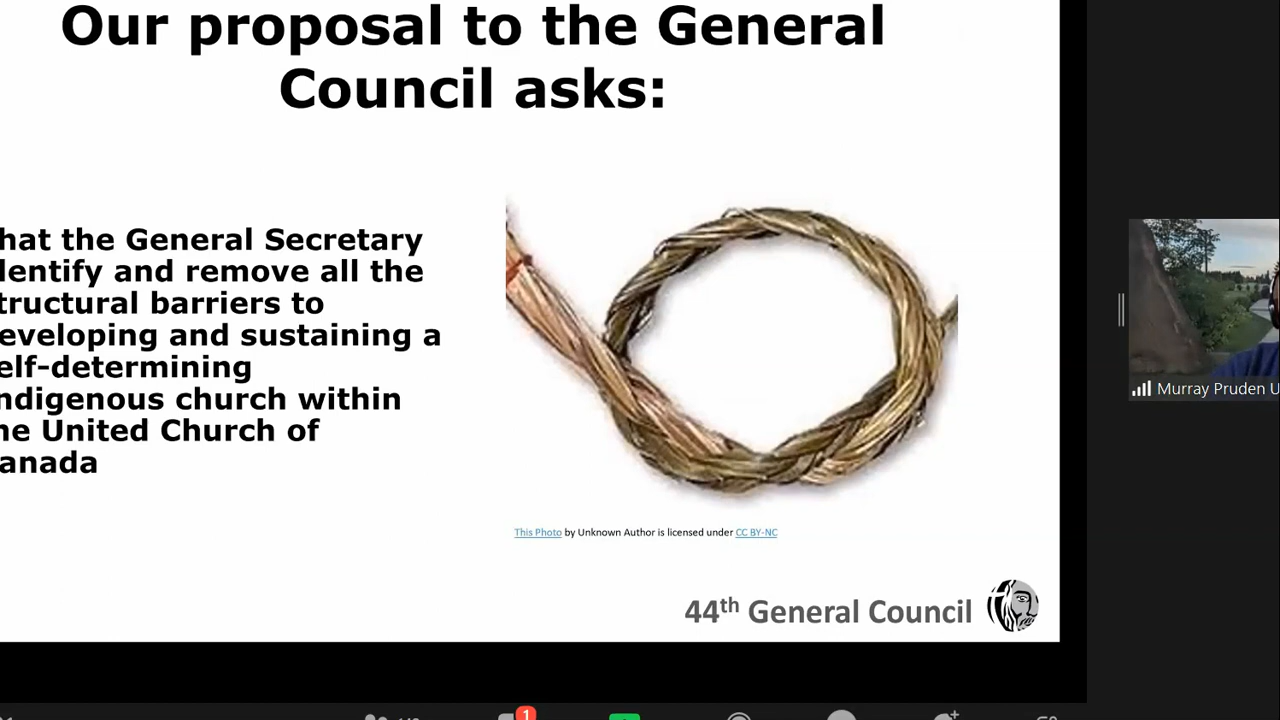 Our proposal to the General
Council asks:
hat the General Secretary
dentify and remove all the
tructural barriers to
eveloping and sustaining a
elf-determining
ndigenous church within
he United Church of
anada
This Photo by Unknown Author is licensed under CC BY-NC
44th General Council
Murray Pruden U
1